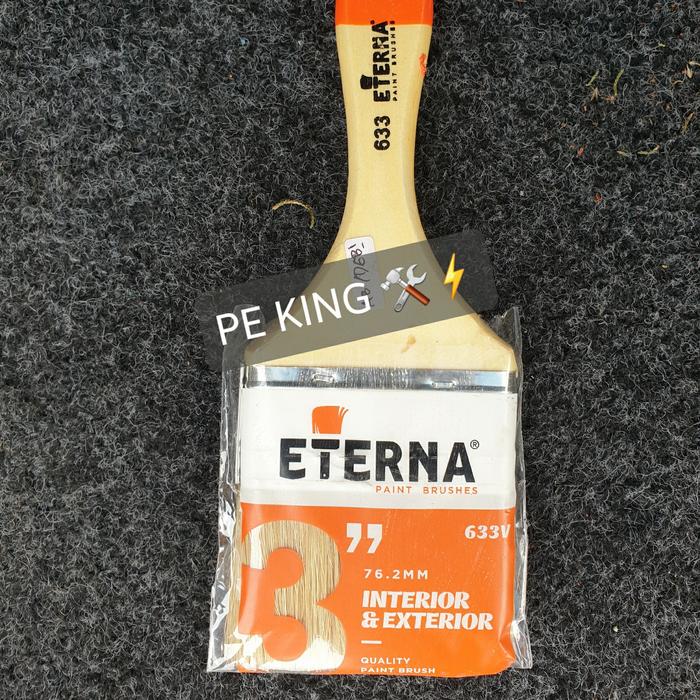 633 ETERNA
PAINT BRUSHES
PE KING
ETERNA®
PAINT BRUSHES
3”
633V
76.2MM
INTERIOR
& EXTERIOR
QUALITY
PAINT BRUSH